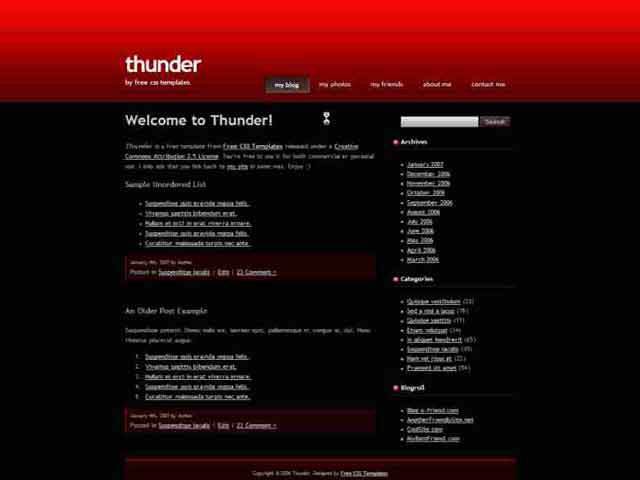 thunder
by free css templates
my blog
my photos
my friends
about me
contact me
Welcome to Thunder!
Thunder is a free template from Free CSS Templates released under a Creative
Commons Attribution 2.5 License. You're free to use it for both commercial or personal
use. I only ask that you link back to my site in some way. Enjoy :)
Sample Unordered List
Suspendisse quis gravida massa felis.
Vivamus sagittis bibendum erat.
Nullam et orci in erat viverra ornare.
Suspendisse quis gravida massa felis.
Curabitur malesuada turpis nec ante.
January 4th, 2007 by Author
Posted in Suspendisse iaculis | Edit | 23 Comment »
An Older Post Example
Suspendisse potenti. Donec nulla est, laoreet quis, pellentesque et, congue in, dui. Nunc
rhoncus placerat augue.
1. Suspendisse quis gravida massa felis.
2. Vivamus sagittis bibendum erat.
3. Nullam et orci in erat viverra ornare.
4. Suspendisse quis gravida massa felis.
5. Curabitur malesuada turpis nec ante.
January 4th, 2007 by Author
Posted in Suspendisse iaculis | Edit | 23 Comment »
Search
Archives
January 2007
December 2006
November 2006
October 2006
September 2006
August 2006
July 2006
June 2006
May 2006
April 2006
March 2006
Categories
Quisque vestibulum (23)
Sed a nisl a lacus (78)
Quisque sagittis (11)
Etiam volutpat (34)
In aliquet hendrerit (65)
Suspendisse iaculis (35)
Nam vel risus at (22)
Praesent sit amet (54)
Blogroll
Blog-a-Friend.com
AnotherFriendlySite.net
CoolSite.com
MyBestFriend.com
Copyright © 2006 Thunder. Designed by Free CSS Templates